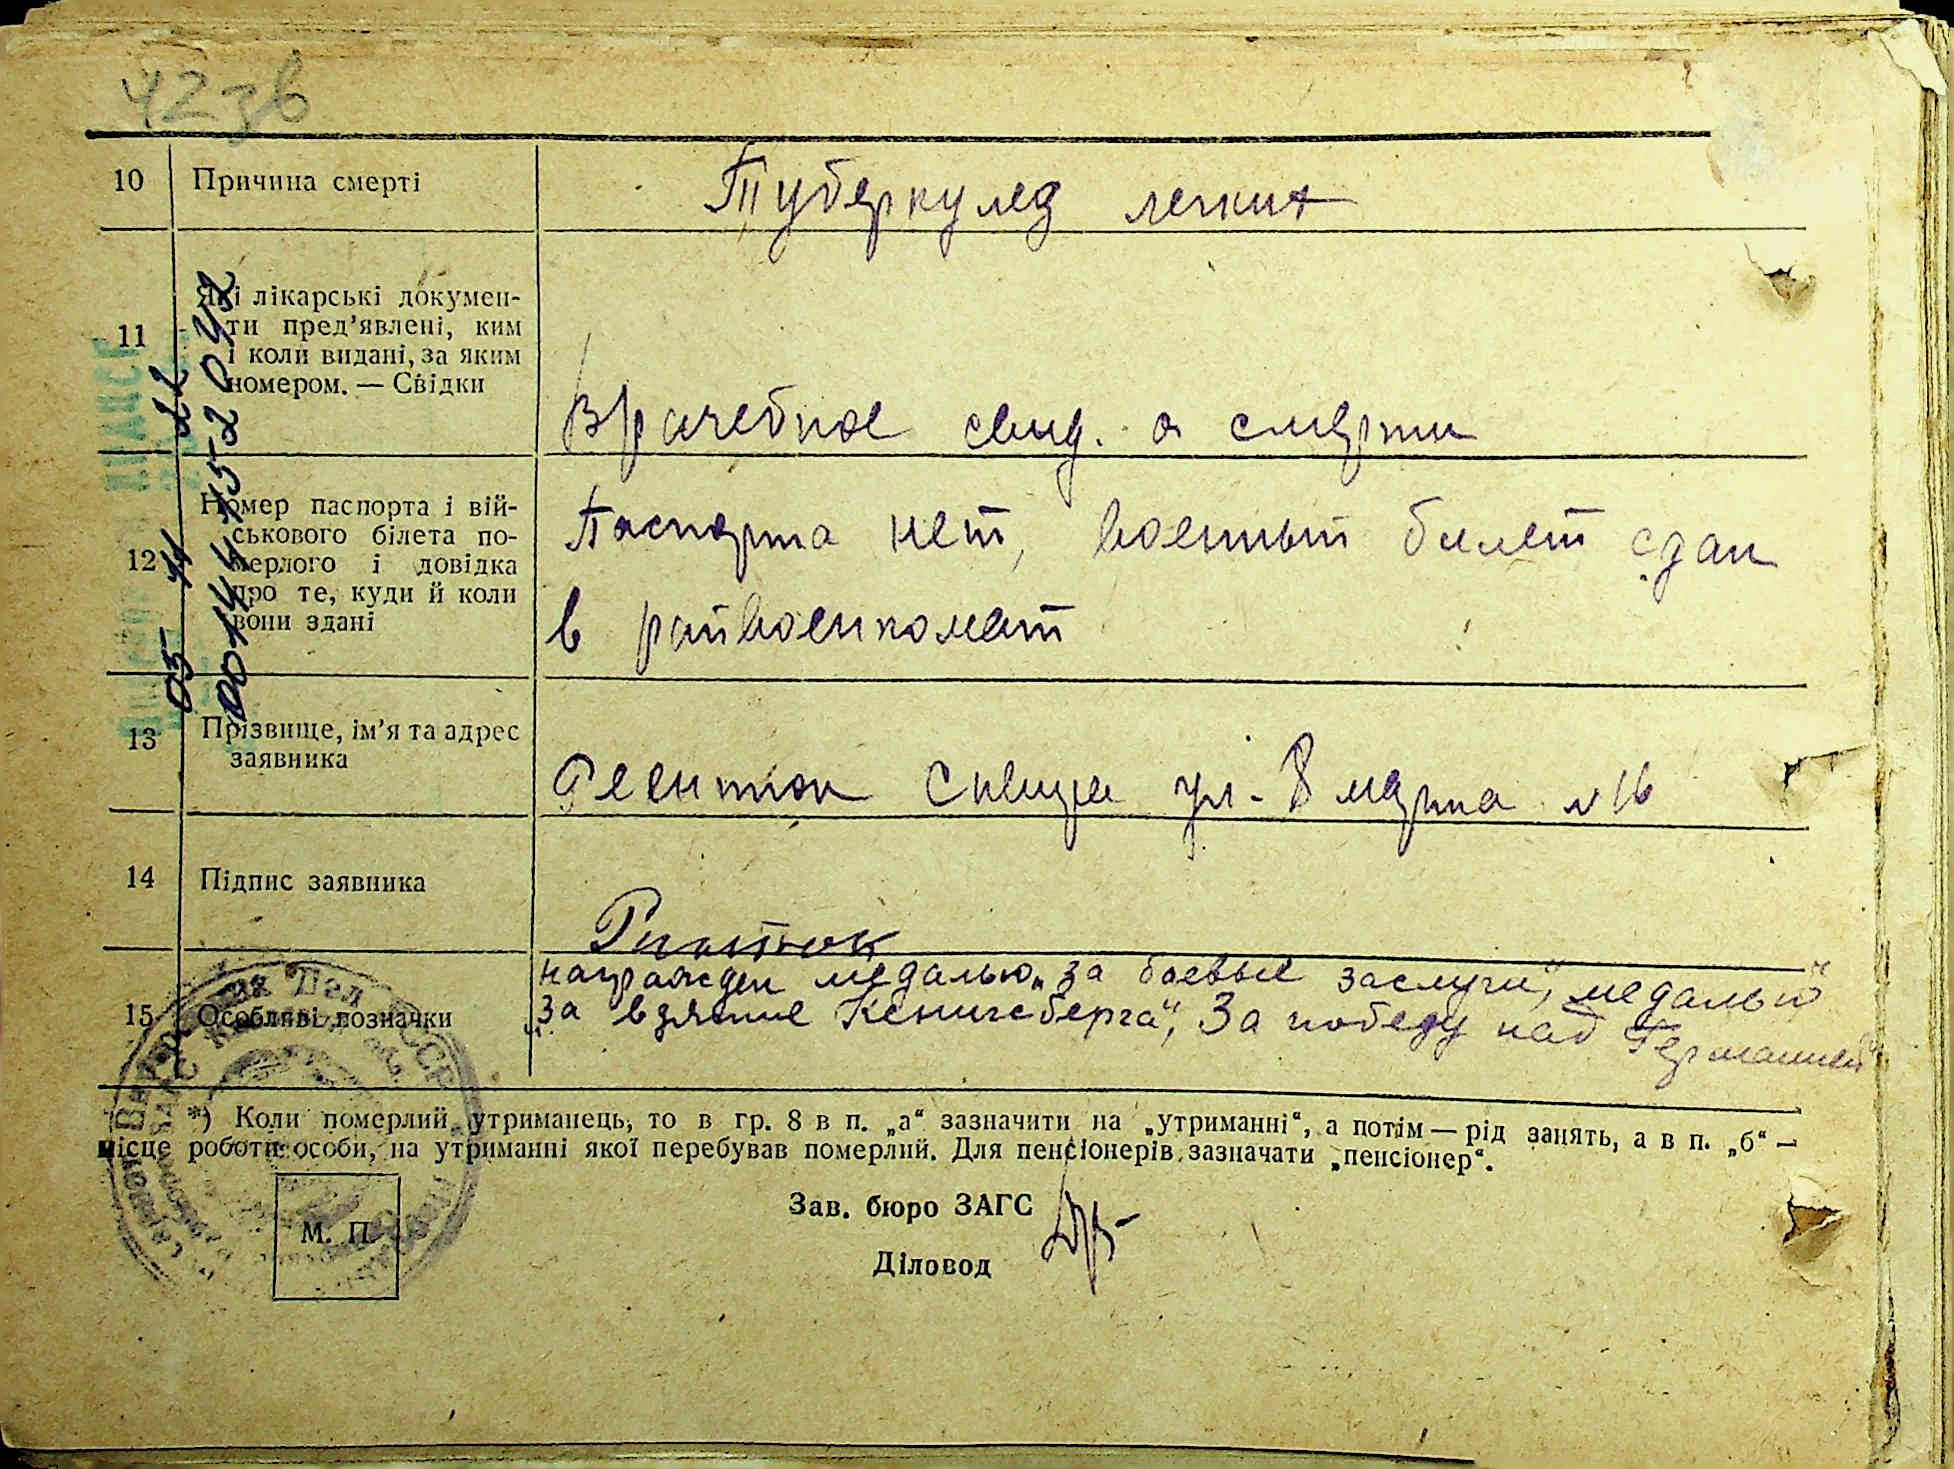 42зв
10 Причина смерті
Туберкулез легких
11 Які лікарські докумен-
ти пред’явлені, ким
і коли видані, за яким
номером. — Свідки
Врачебное свид. о смерти
12 Номер паспорта і вій-
ськового білета по-
мерлого і довідка
про те, куди й коли
вони здані
Паспорта нет, военный билет сдан
в райвоенкомат
13 Прізвище, ім’я та адрес
заявника
ул. 8 марта №16
14 Підпис заявника
15 Особливі позначки
награжден медалью „за боевые заслуги“, медалью
„за взятие Кенигсберга“, „За победу над Германией“
*) Коли померлий утриманець, то в гр. 8 в п. „а“ зазначити на „утриманні“, а потім — рід занять, а в п. „б“ —
місце роботи особи, на утриманні якої перебував померлий. Для пенсіонерів зазначати „пенсіонер“.
М. П.
Зав. бюро ЗАГС
Діловод